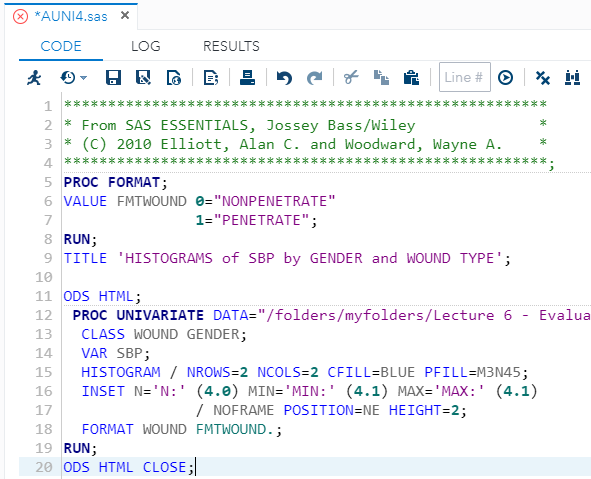 *AUNI4.sas ×
CODE LOG RESULTS
Line #
1 ******************************************************
2 * From SAS ESSENTIALS, Jossey Bass/Wiley *
3 * (C) 2010 Elliott, Alan C. and Woodward, Wayne A. *
4 ******************************************************;
5 PROC FORMAT;
6 VALUE FMTWOUND 0="NONPENETRATE"
7 1="PENETRATE";
8 RUN;
9 TITLE 'HISTOGRAMS of SBP by GENDER and WOUND TYPE';
10
11 ODS HTML;
12 PROC UNIVARIATE DATA="/folders/myfolders/Lecture 6 - Evalua
13 CLASS WOUND GENDER;
14 VAR SBP;
15 HISTOGRAM / NROWS=2 NCOLS=2 CFILL=BLUE PFILL=M3N45;
16 INSET N='N:' (4.0) MIN='MIN:' (4.1) MAX='MAX:' (4.1)
17 / NOFRAME POSITION=NE HEIGHT=2;
18 FORMAT WOUND FMTWOUND.;
19 RUN;
20 ODS HTML CLOSE;